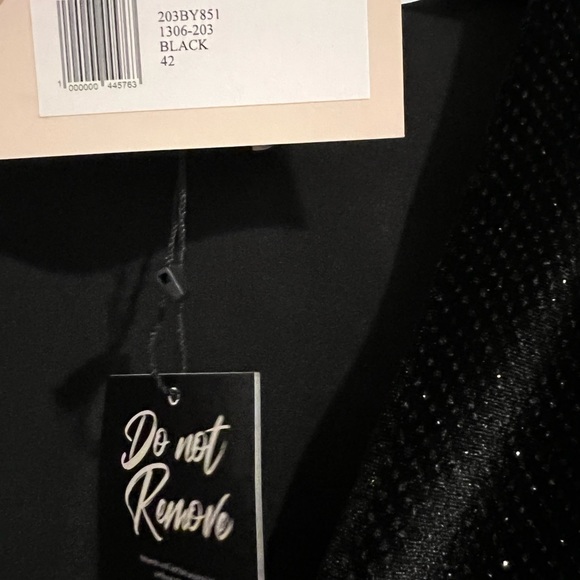 203BY851
1306-203
BLACK
42
1 000000 445763
Do not
Remove